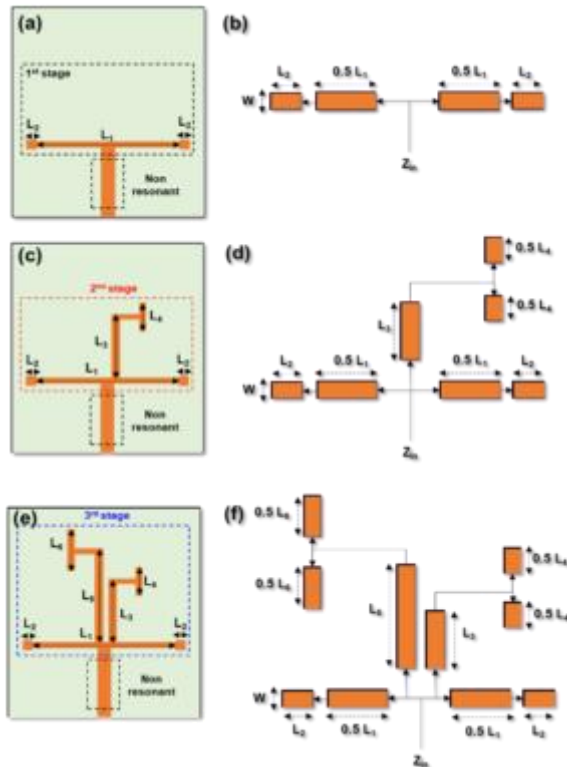 (a)
1st stage
L₂
L₁
L₂
Non
resonant
(b)
L₂
0.5 L₁
0.5 L₁
L₂
W
Zin
(c)
2nd stage
L₄
L₃
L₂
L₁
L₂
Non
resonant
(d)
0.5 L₄
0.5 L₄
L₃
L₂
0.5 L₁
0.5 L₁
L₂
W
Zin
(e)
3rd stage
L₆
L₄
L₅
L₃
L₂
L₁
L₂
Non
resonant
(f)
0.5 L₆
0.5 L₆
0.5 L₄
0.5 L₄
L₃
W
L₂
0.5 L₁
0.5 L₁
L₂
Zin